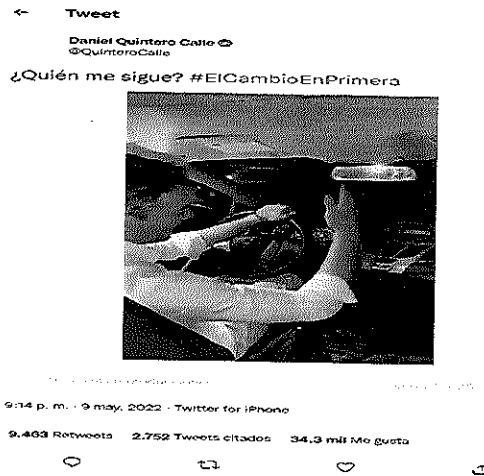 Tweet
Daniel Quintero Calle
@QuinteroCalle
¿Quién me sigue? #ElCambioEnPrimera
9:14 p. m. · 9 may. 2022 · Twitter for iPhone
9.463 Retweets 2.752 Tweets citados 34,3 mil Me gusta